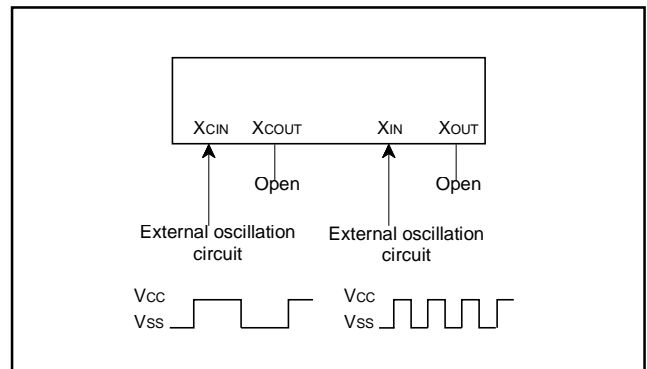 XCIN XCOUT XIN XOUT
Open Open
External oscillation External oscillation
circuit circuit
VCC VCC
VSS VSS